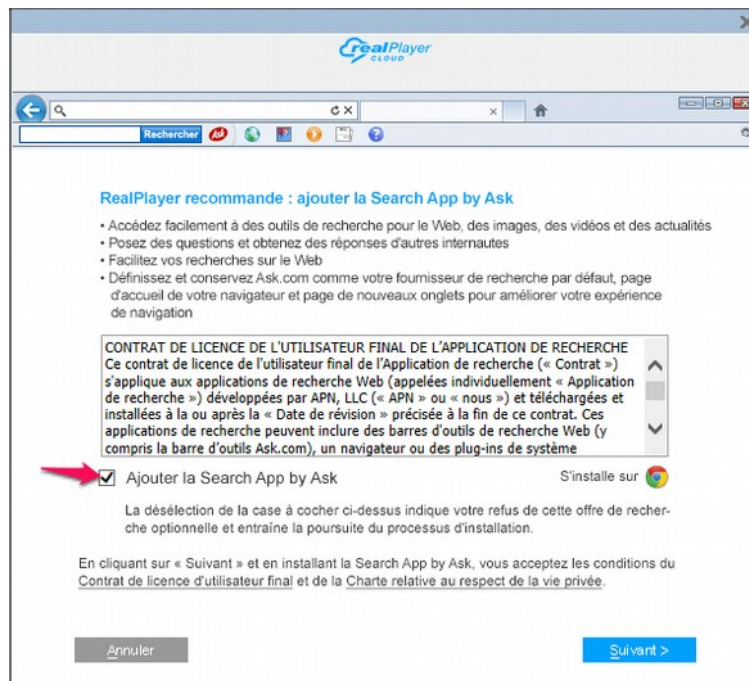 realPlayer
CLOUD
Rechercher
Ask
RealPlayer recommande : ajouter la Search App by Ask
• Accédez facilement à des outils de recherche pour le Web, des images, des vidéos et des actualités
• Posez des questions et obtenez des réponses d'autres internautes
• Facilitez vos recherches sur le Web
• Définissez et conservez Ask.com comme votre fournisseur de recherche par défaut, page
d'accueil de votre navigateur et page de nouveaux onglets pour améliorer votre expérience
de navigation
CONTRAT DE LICENCE DE L'UTILISATEUR FINAL DE L'APPLICATION DE RECHERCHE
Ce contrat de licence de l'utilisateur final de l'Application de recherche (« Contrat »)
s'applique aux applications de recherche Web (appelées individuellement « Application
de recherche ») développées par APN, LLC (« APN » ou « nous ») et téléchargées et
installées à la ou après la « Date de révision » précisée à la fin de ce contrat. Ces
applications de recherche peuvent inclure des barres d'outils de recherche Web (y
compris la barre d'outils Ask.com), un navigateur ou des plug-ins de système
Ajouter la Search App by Ask
S'installe sur
La désélection de la case à cocher ci-dessus indique votre refus de cette offre de recher-
che optionnelle et entraîne la poursuite du processus d'installation.
En cliquant sur « Suivant » et en installant la Search App by Ask, vous acceptez les conditions du
Contrat de licence d'utilisateur final et de la Charte relative au respect de la vie privée.
Annuler
Suivant >